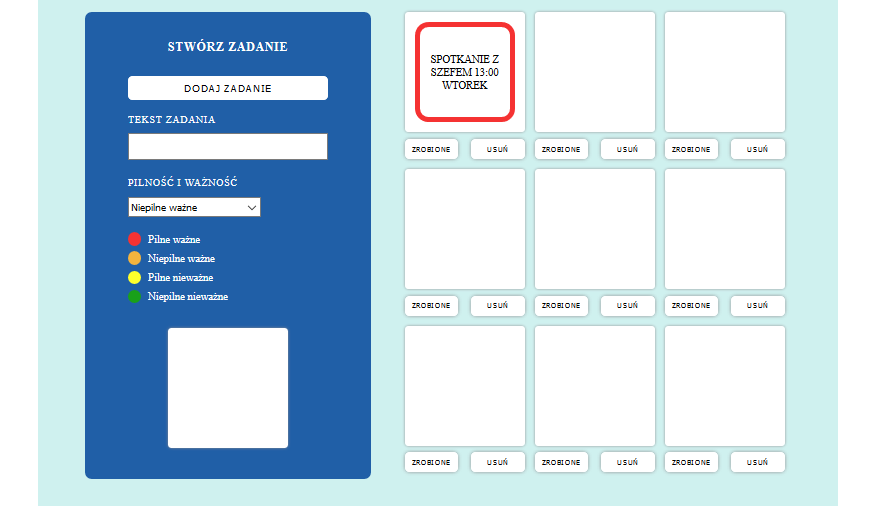 STWÓRZ ZADANIE
DODAJ ZADANIE
TEKST ZADANIA
PILNOŚĆ I WAŻNOŚĆ
Niepilne ważne
Pilne ważne
Niepilne ważne
Pilne nieważne
Niepilne nieważne
SPOTKANIE Z
SZEFEM 13:00
WTOREK
ZROBIONE USUŃ ZROBIONE USUŃ ZROBIONE USUŃ
ZROBIONE USUŃ ZROBIONE USUŃ ZROBIONE USUŃ
ZROBIONE USUŃ ZROBIONE USUŃ ZROBIONE USUŃ